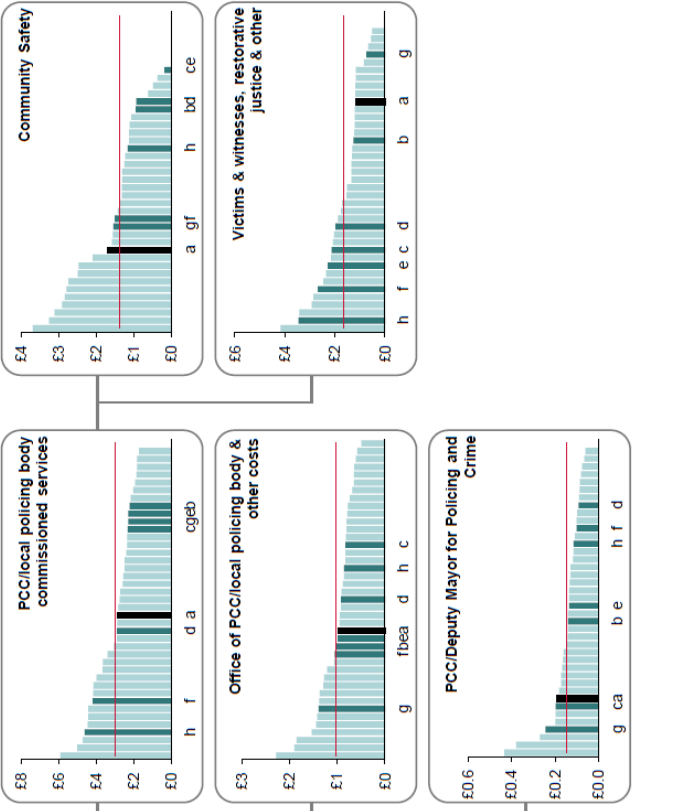 PCC/local policing body
commissioned services
£8
£6
£4
£2
£0
h f d a cgeb
Community Safety
£4
£3
£2
£1
£0
a gf h bd ce
Office of PCC/local policing body &
other costs
£3
£2
£1
£0
g fbea d h c
Victims & witnesses, restorative
justice & other
£6
£4
£2
£0
h f e c d b a g
PCC/Deputy Mayor for Policing and
Crime
£0.6
£0.4
£0.2
£0.0
g ca b e h f d